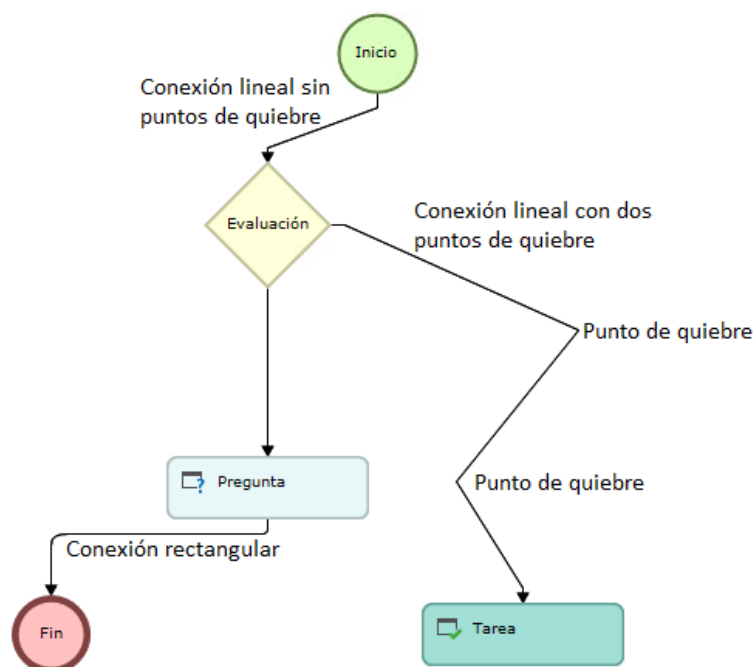 Inicio
Conexión lineal sin
puntos de quiebre
Evaluación
Conexión lineal con dos
puntos de quiebre
Punto de quiebre
Pregunta
Punto de quiebre
Conexión rectangular
Fin
Tarea